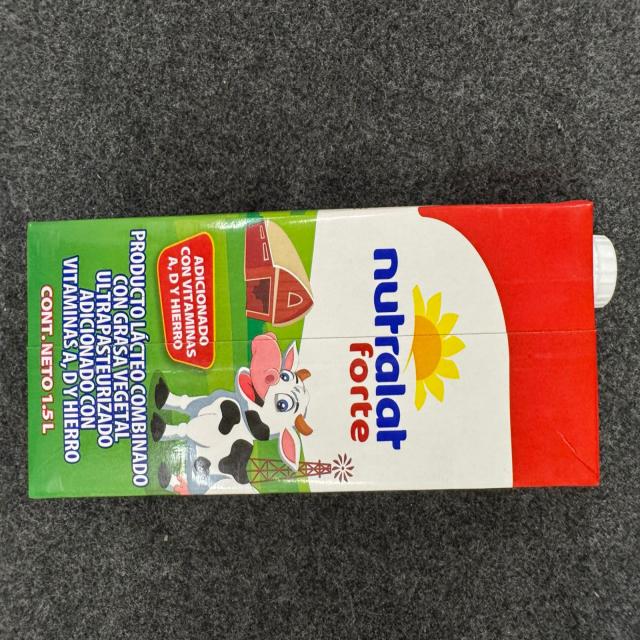 nutralat
forte
ADICIONADO
CON VITAMINAS
A, D Y HIERRO
PRODUCTO LÁCTEO COMBINADO
CON GRASA VEGETAL
ULTRAPASTEURIZADO
ADICIONADO CON
VITAMINAS A, D Y HIERRO
CONT. NETO 1.5 L